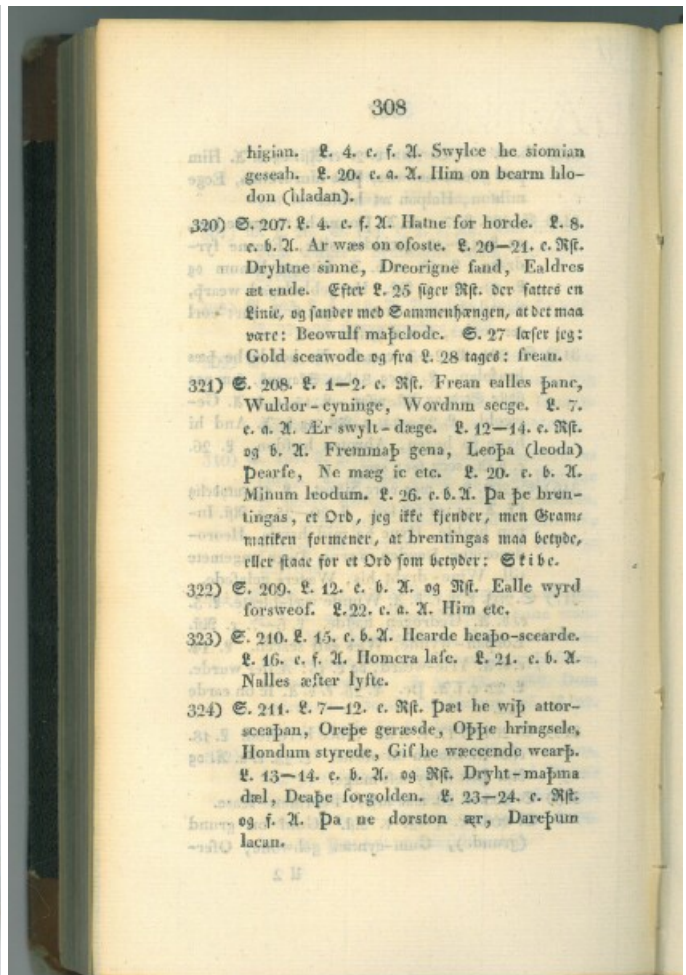 308
higian. L. 4. e. f. A. Swylce he siomian
geseah. L. 20. e. a. A. Him on bearm hlo-
don (hladan).
320) S. 207. L. 4. e. f. A. Hatne for horde. L. 8.
e. b. A. Ar wæs on ofoste. L. 20—21. e. Rst.
Dryhtne sinne, Dreorigne fand, Ealdres
æt ende. Efter L. 25 siger Rst. der fattes en
Linie, og sander med Sammenhængen, at det maa
være: Beowulf maþelode. S. 27 læser jeg:
Gold sceawode og fra L. 28 tages: frean.
321) S. 208. L. 1—2. e. Rst. Frean ealles þanc,
Wuldor-cyninge, Wordum secge. L. 7.
e. a. A. Ær swylt-dæge. L. 12—14. e. Rst.
og b. A. Fremmaþ gena, Leoþa (leoda)
Þearfe, Ne mæg ic etc. L. 20. e. b. A.
Minum leodum. L. 26. e. b. A. Þa þe bren-
tingas, et Ord, jeg ikke kjender, men Gram-
matiken formener, at brentingas maa betyde,
eller staae for et Ord som betyder: Skibe.
322) S. 209. L. 12. e. b. A. og Rst. Ealle wyrd
forsweof. L. 22. e. a. A. Him etc.
323) S. 210. L. 15. e. b. A. Hearde heaþo-scearde.
L. 16. e. f. A. Homera lafe. L. 21. e. b. A.
Nalles æfter lyfte.
324) S. 211. L. 7—12. e. Rst. Þæt he wiþ attor-
sceaþan, Oreþe geræsde, Oþþe hringsele,
Hondum styrede, Gif he wæccende wearþ.
L. 13—14. e. b. A. og Rst. Dryht-maþma
dæl, Deaþe forgolden. L. 23—24. e. Rst.
og f. A. Þa ne dorston ær, Dareþum
lacan.